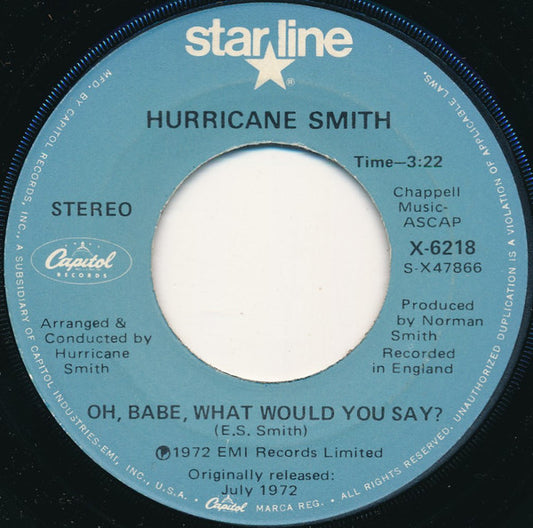 starline
®
HURRICANE SMITH
Time—3:22
Chappell
Music-
ASCAP
STEREO
X-6218
S-X47866
Capitol
RECORDS
Arranged &
Conducted by
Hurricane
Smith
Produced
by Norman
Smith
Recorded
in England
OH, BABE, WHAT WOULD YOU SAY?
(E.S. Smith)
℗1972 EMI Records Limited
Originally released:
July 1972
MFD. BY CAPITOL RECORDS, INC., A SUBSIDIARY OF CAPITOL INDUSTRIES-EMI, INC., U.S.A. • Capitol MARCA REG. • ALL RIGHTS RESERVED. UNAUTHORIZED DUPLICATION IS A VIOLATION OF APPLICABLE LAWS.